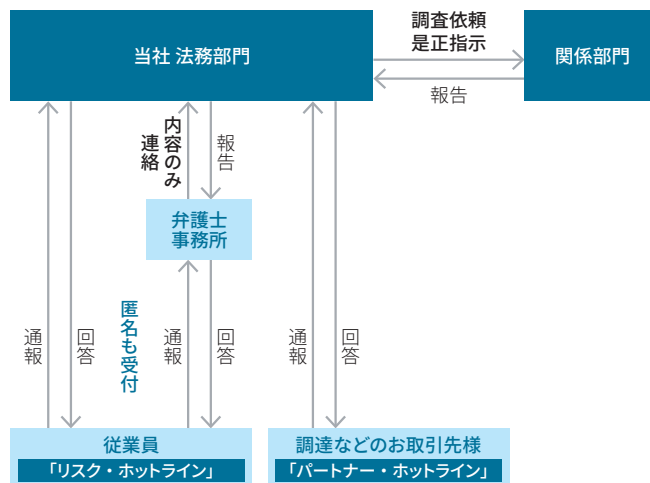 当社 法務部門
調査依頼
是正指示
関係部門
報告
内容のみ
連絡
報告
弁護士
事務所
通報
回答
匿名も受付
通報
回答
通報
回答
従業員
「リスク・ホットライン」
調達などのお取引先様
「パートナー・ホットライン」